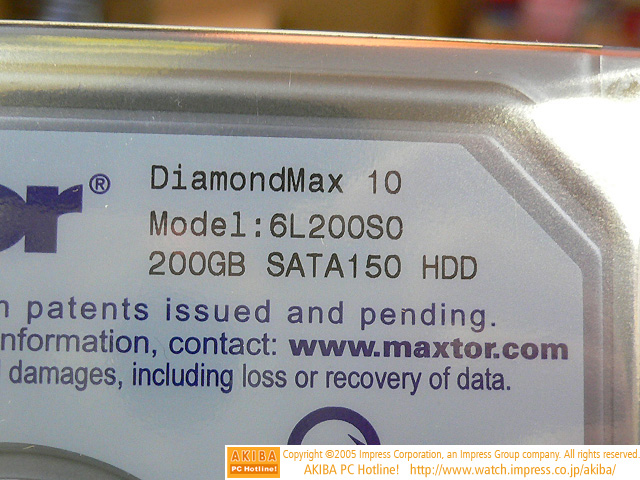 or®
DiamondMax 10
Model:6L200S0
200GB SATA150 HDD
patents issued and pending.
nformation, contact: www.maxtor.com
damages, including loss or recovery of data.
AKIBA
PC Hotline!
Copyright ©2005 Impress Corporation, an Impress Group company. All rights reserved.
AKIBA PC Hotline! http://www.watch.impress.co.jp/akiba/